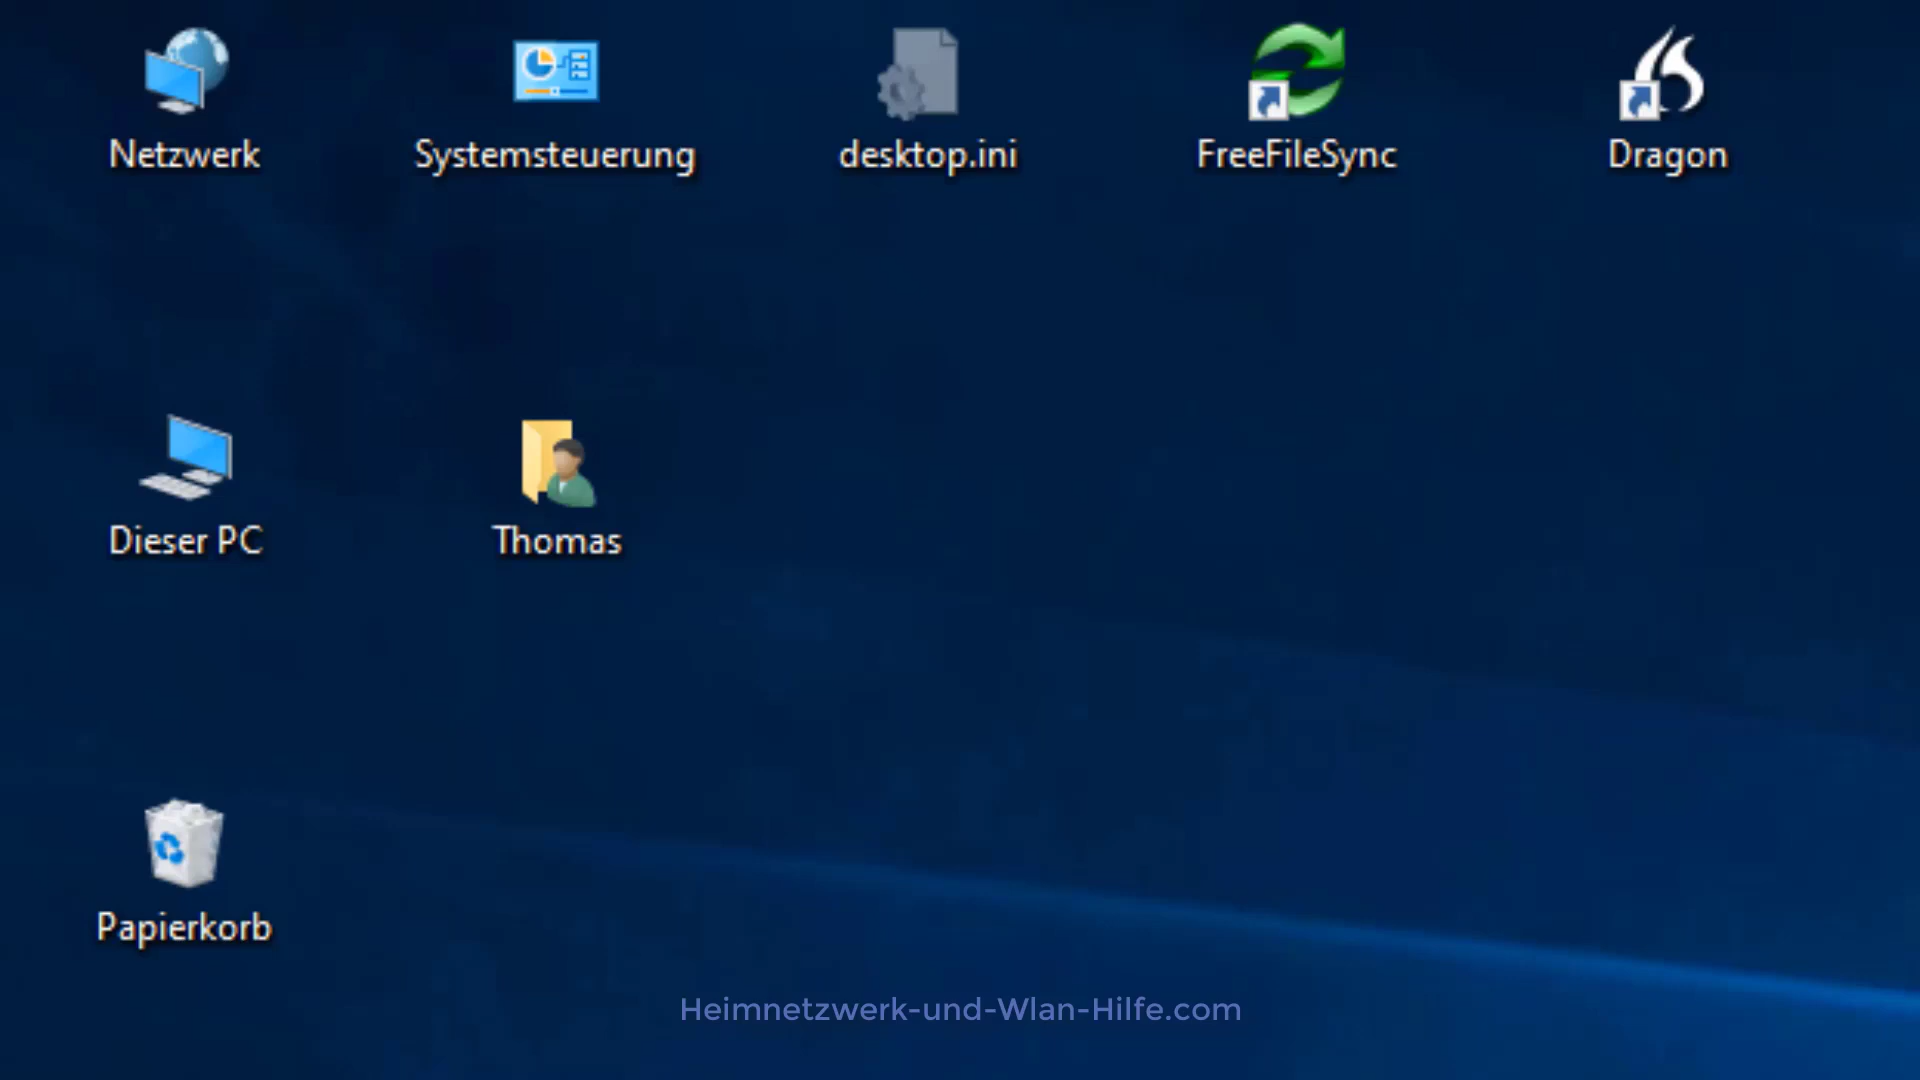 Netzwerk
Systemsteuerung
desktop.ini
FreeFileSync
Dragon
Dieser PC
Thomas
Papierkorb
Heimnetzwerk-und-Wlan-Hilfe.com